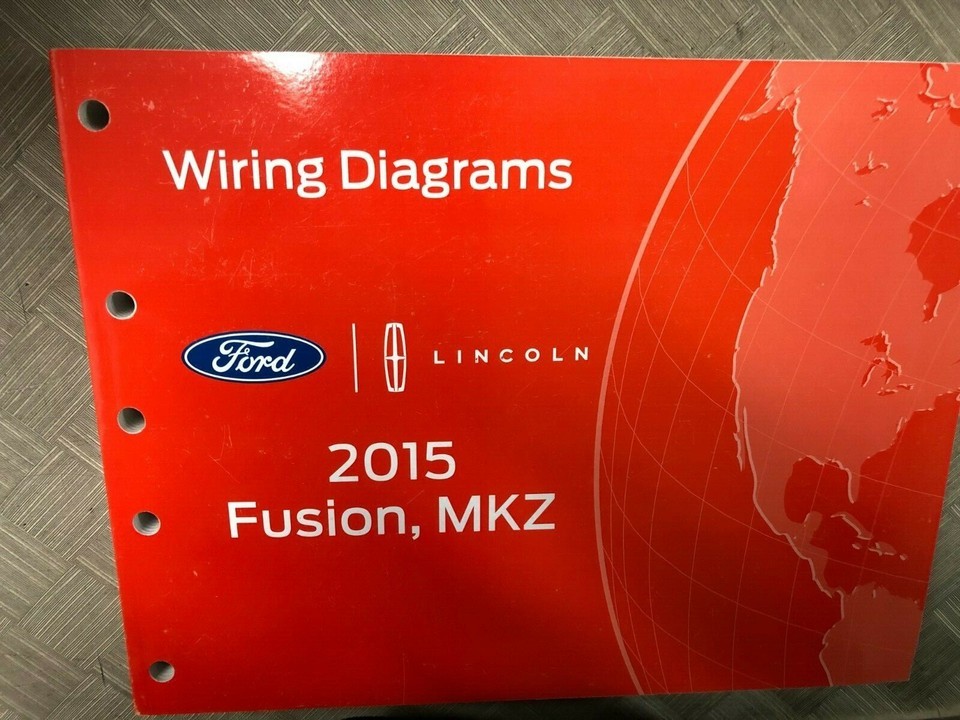 Wiring Diagrams
Ford LINCOLN
2015
Fusion, MKZ